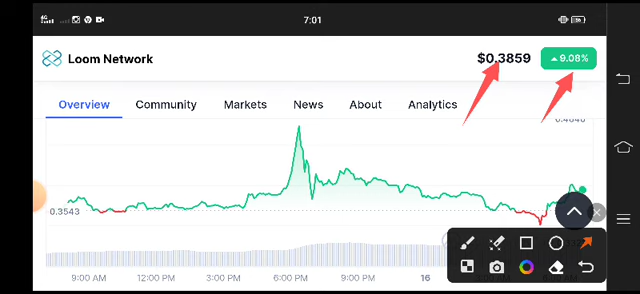 4G 7:01
Loom Network $0.3859 9.08%
Overview Community Markets News About Analytics
0.3543
9:00 AM 12:00 PM 3:00 PM 6:00 PM 9:00 PM 16